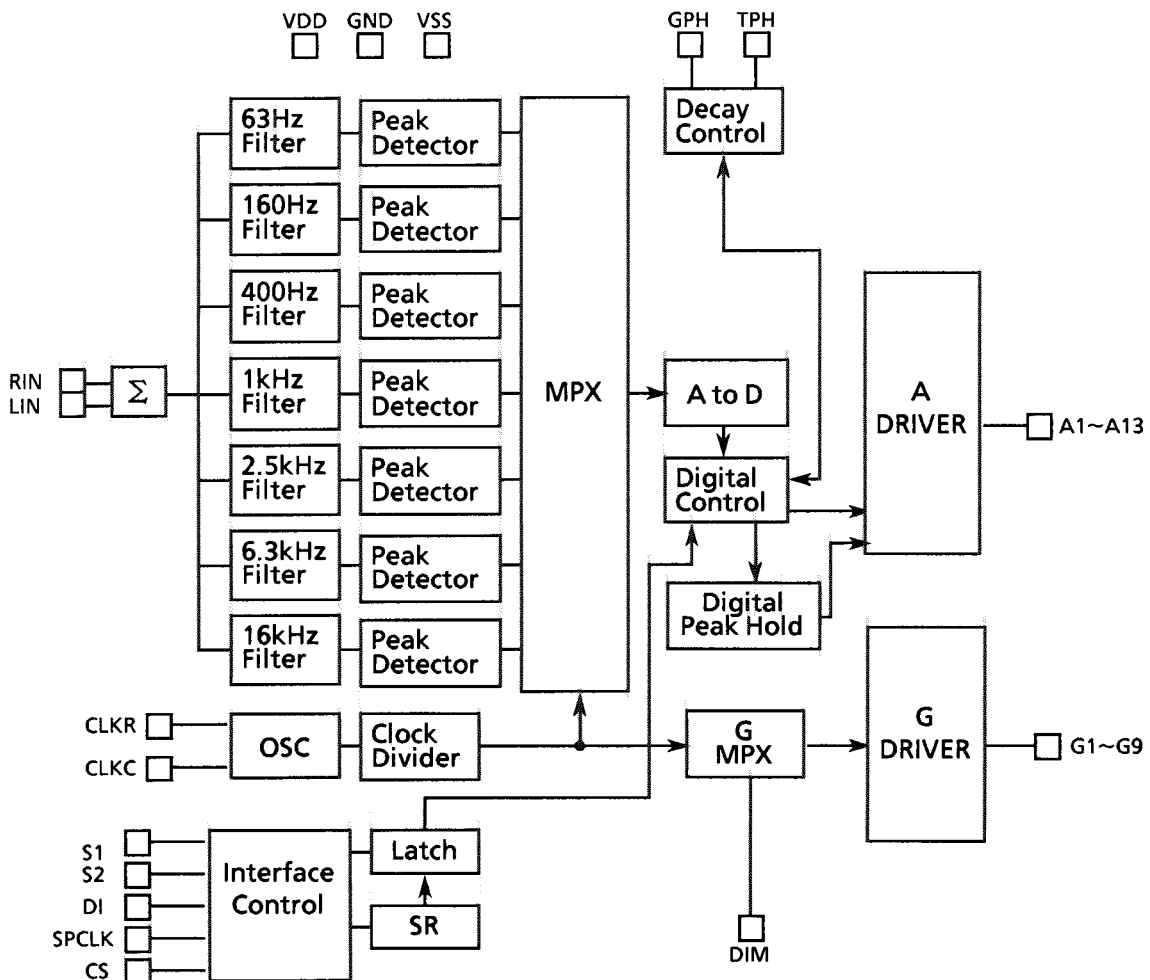 VDD GND VSS
GPH TPH
63Hz
Filter
Peak
Detector
160Hz
Filter
Peak
Detector
400Hz
Filter
Peak
Detector
1kHz
Filter
Peak
Detector
2.5kHz
Filter
Peak
Detector
6.3kHz
Filter
Peak
Detector
16kHz
Filter
Peak
Detector
RIN
LIN
Σ
MPX
Decay
Control
A to D
Digital
Control
Digital
Peak Hold
A
DRIVER
A1~A13
CLKR
CLKC
OSC
Clock
Divider
G
MPX
G
DRIVER
G1~G9
S1
S2
DI
SPCLK
CS
Interface
Control
Latch
SR
DIM